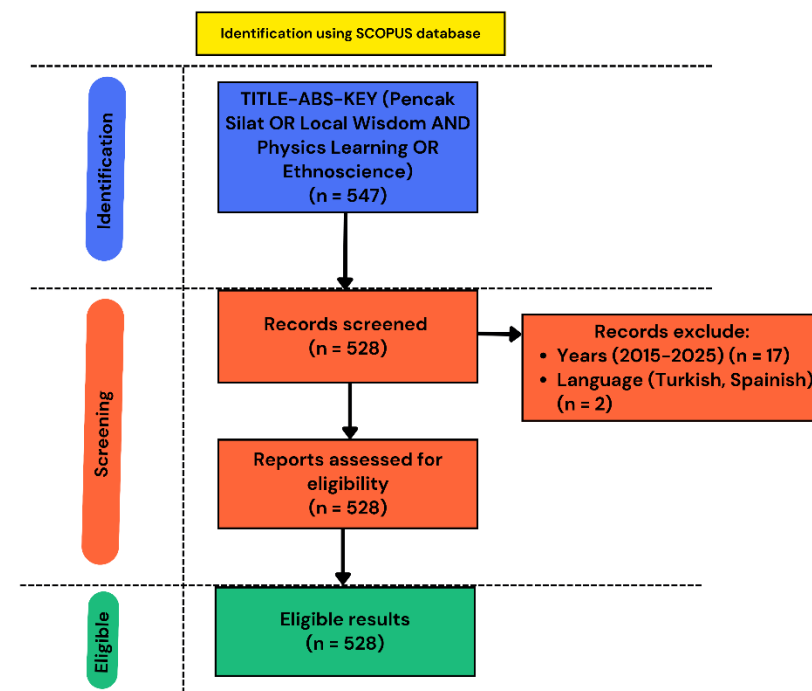 Identification using SCOPUS database
Identification
TITLE-ABS-KEY (Pencak
Silat OR Local Wisdom AND
Physics Learning OR
Ethnoscience)
(n = 547)
Screening
Records screened
(n = 528)
Records exclude:
• Years (2015-2025) (n = 17)
• Language (Turkish, Spainish)
(n = 2)
Reports assessed for
eligibility
(n = 528)
Eligible
Eligible results
(n = 528)